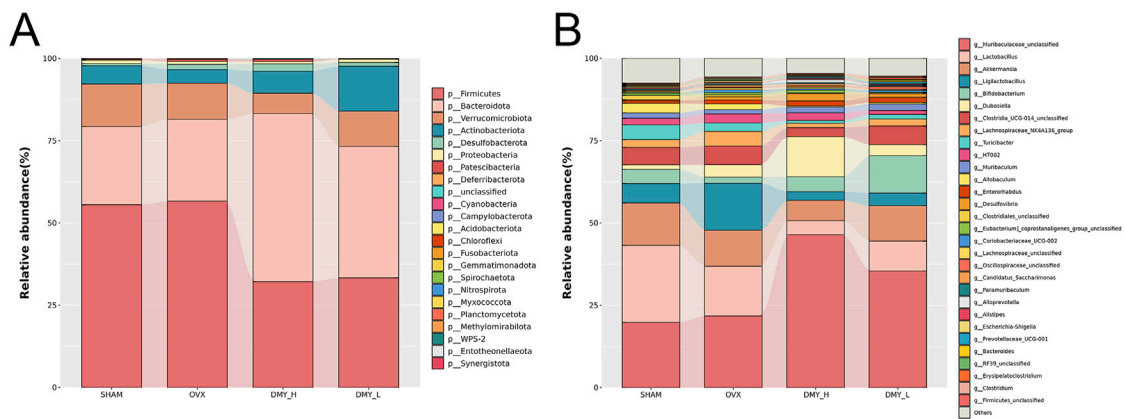 A
Relative abundance(%)
100
75
50
25
0
SHAM
OVX
DMY_H
DMY_L
p__Firmicutes
p__Bacteroidota
p__Verrucomicrobiota
p__Actinobacteriota
p__Desulfobacterota
p__Proteobacteria
p__Patescibacteria
p__Deferribacterota
p__unclassified
p__Cyanobacteria
p__Campylobacterota
p__Acidobacteriota
p__Chloroflexi
p__Fusobacteriota
p__Gemmatimonadota
p__Spirochaetota
p__Nitrospirota
p__Myxococcota
p__Planctomycetota
p__Methylomirabilota
p__WPS-2
p__Entotheonellaeota
p__Synergistota
B
Relative abundance(%)
100
75
50
25
0
SHAM
OVX
DMY_H
DMY_L
g__Muribaculaceae_unclassified
g__Lactobacillus
g__Akkermansia
g__Ligilactobacillus
g__Bifidobacterium
g__Dubosiella
g__Clostridia_UCG-014_unclassified
g__Lachnospiraceae_NK4A136_group
g__Turicibacter
g__HT002
g__Muribaculum
g__Allobaculum
g__Enterorhabdus
g__Desulfovibrio
g__Clostridiales_unclassified
g__Eubacterium]_coprostanoligenes_group_unclassified
g__Coriobacteriaceae_UCG-002
g__Lachnospiraceae_unclassified
g__Oscillospiraceae_unclassified
g__Candidatus_Saccharimonas
g__Paramuribaculum
g__Alloprevotella
g__Alistipes
g__Escherichia-Shigella
g__Prevotellaceae_UCG-001
g__Bacteroides
g__RF39_unclassified
g__Erysipelatoclostridium
g__Clostridium
g__Firmicutes_unclassified
Others